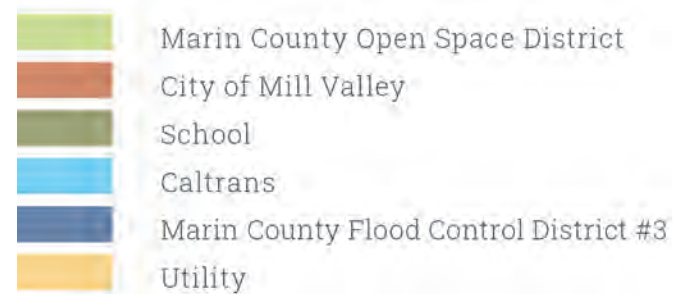 Marin County Open Space District
City of Mill Valley
School
Caltrans
Marin County Flood Control District #3
Utility